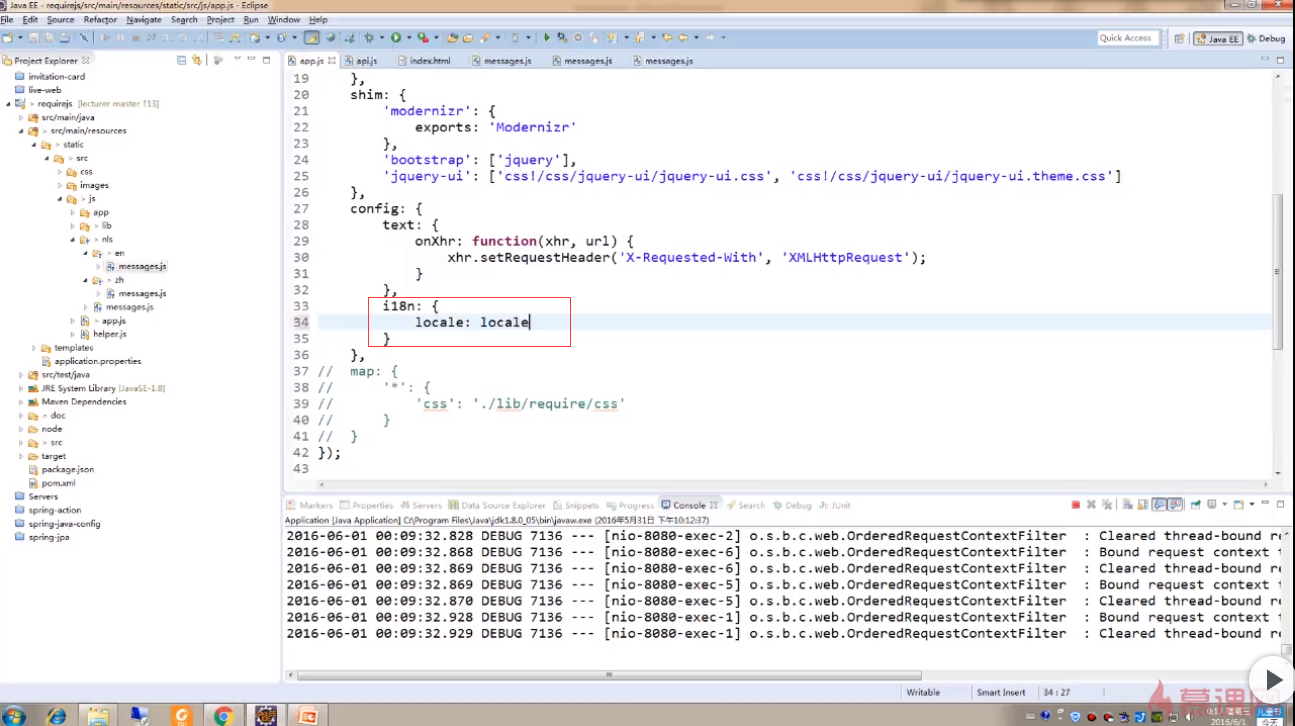 Java EE - requirejs/src/main/resources/static/src/js/app.js - Eclipse
File Edit Source Refactor Navigate Search Project Run Window Help
Quick Access Java EE Debug
Project Explorer
invitation-card
live-web
> requirejs [lecturer master ↑13]
src/main/java
> src/main/resources
> static
> src
> css
> images
> js
> app
> lib
> nls
> en
messages.js
> zh
messages.js
messages.js
> app.js
helper.js
templates
application.properties
src/test/java
JRE System Library [JavaSE-1.8]
Maven Dependencies
> doc
node
> src
target
package.json
pom.xml
Servers
spring-action
spring-java-config
spring-jpa
app.js api.js index.html messages.js messages.js messages.js
19 },
20 shim: {
21 'modernizr': {
22 exports: 'Modernizr'
23 },
24 'bootstrap': ['jquery'],
25 'jquery-ui': ['css!/css/jquery-ui/jquery-ui.css', 'css!/css/jquery-ui/jquery-ui.theme.css']
26 },
27 config: {
28 text: {
29 onXhr: function(xhr, url) {
30 xhr.setRequestHeader('X-Requested-With', 'XMLHttpRequest');
31 }
32 },
33 i18n: {
34 locale: locale
35 }
36 },
37 // map: {
38 // '*': {
39 // 'css': './lib/require/css'
40 // }
41 // }
42 });
43
Markers Properties Servers Data Source Explorer Snippets Progress Console Search Debug JUnit
Application [Java Application] C:\Program Files\Java\jdk1.8.0_05\bin\javaw.exe (2016年5月31日 下午10:12:37)
2016-06-01 00:09:32.828 DEBUG 7136 --- [nio-8080-exec-2] o.s.b.c.web.OrderedRequestContextFilter : Cleared thread-bound re
2016-06-01 00:09:32.868 DEBUG 7136 --- [nio-8080-exec-6] o.s.b.c.web.OrderedRequestContextFilter : Bound request context t
2016-06-01 00:09:32.869 DEBUG 7136 --- [nio-8080-exec-6] o.s.b.c.web.OrderedRequestContextFilter : Cleared thread-bound re
2016-06-01 00:09:32.869 DEBUG 7136 --- [nio-8080-exec-5] o.s.b.c.web.OrderedRequestContextFilter : Bound request context t
2016-06-01 00:09:32.870 DEBUG 7136 --- [nio-8080-exec-5] o.s.b.c.web.OrderedRequestContextFilter : Cleared thread-bound re
2016-06-01 00:09:32.928 DEBUG 7136 --- [nio-8080-exec-1] o.s.b.c.web.OrderedRequestContextFilter : Bound request context t
2016-06-01 00:09:32.929 DEBUG 7136 --- [nio-8080-exec-1] o.s.b.c.web.OrderedRequestContextFilter : Cleared thread-bound re
Writable Smart Insert 34 : 27
慕课网
2016/6/1
儿童节
今天